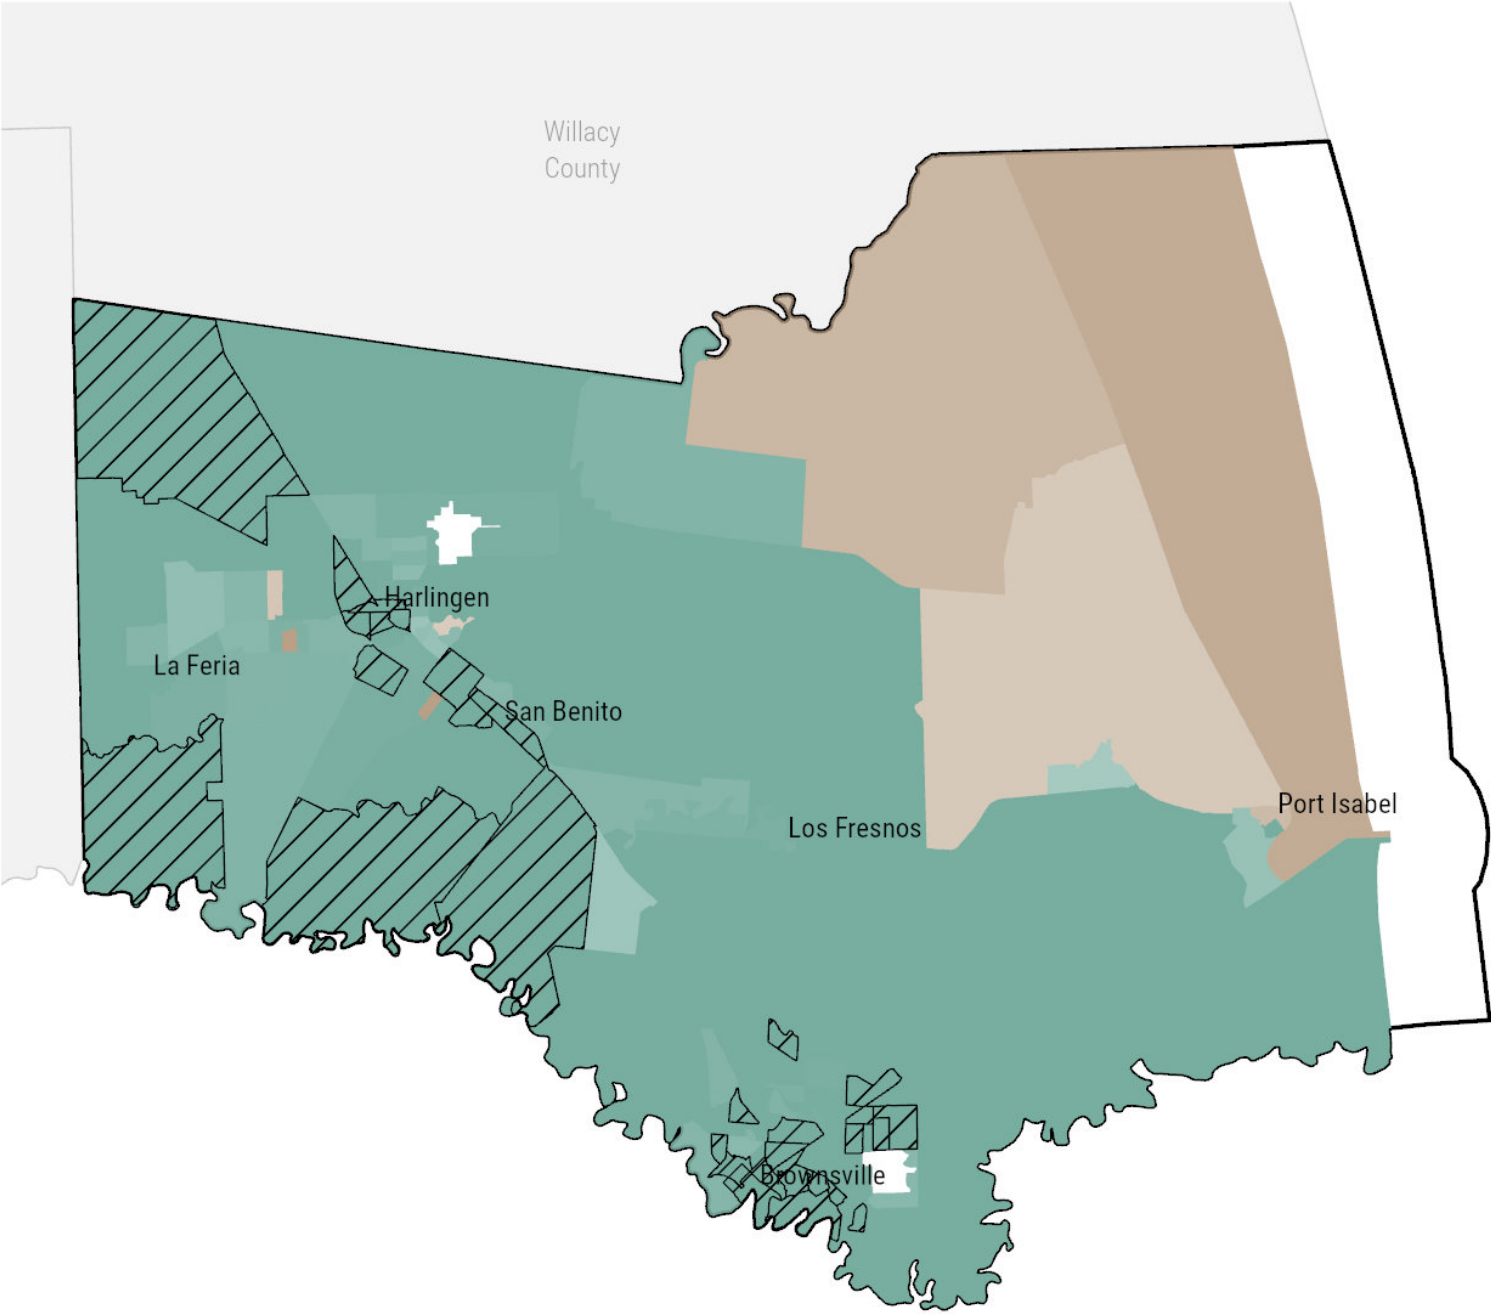 Willacy
County
Harlingen
La Feria
San Benito
Port Isabel
Los Fresnos
Brownsville